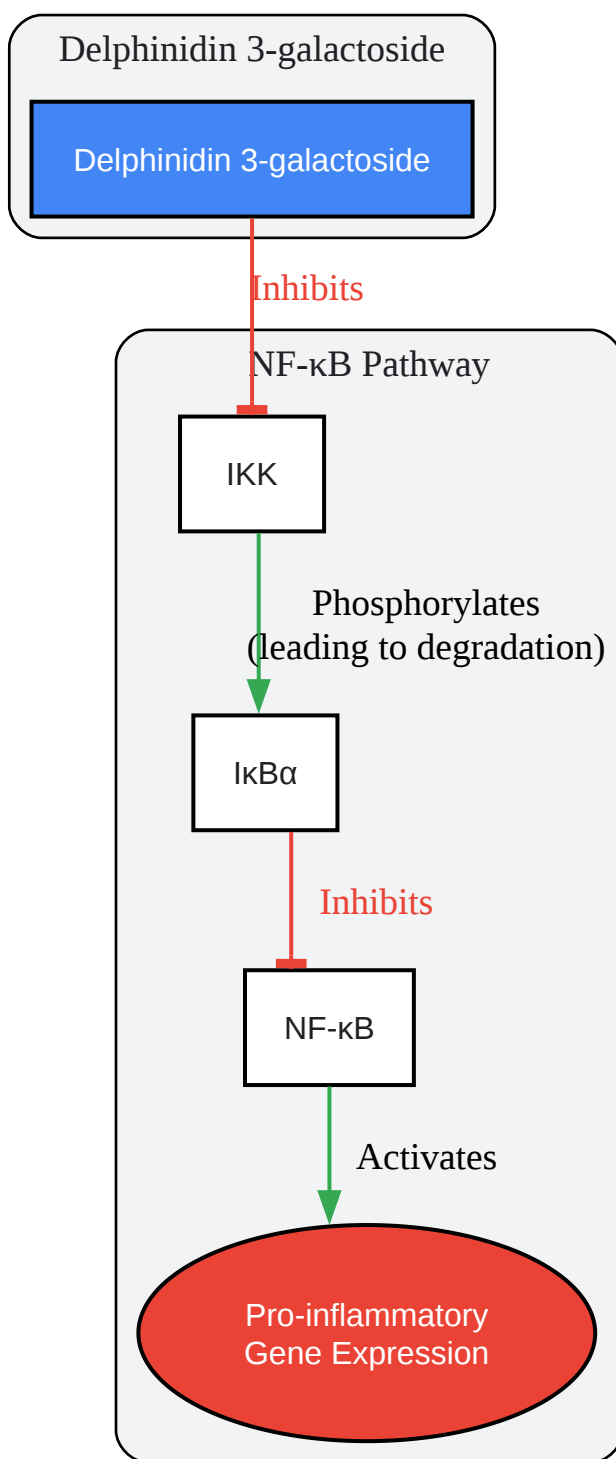 Delphinidin 3-galactoside
Delphinidin 3-galactoside
Inhibits
NF-κB Pathway
IKK
Phosphorylates
(leading to degradation)
IκBα
Inhibits
NF-κB
Activates
Pro-inflammatory
Gene Expression